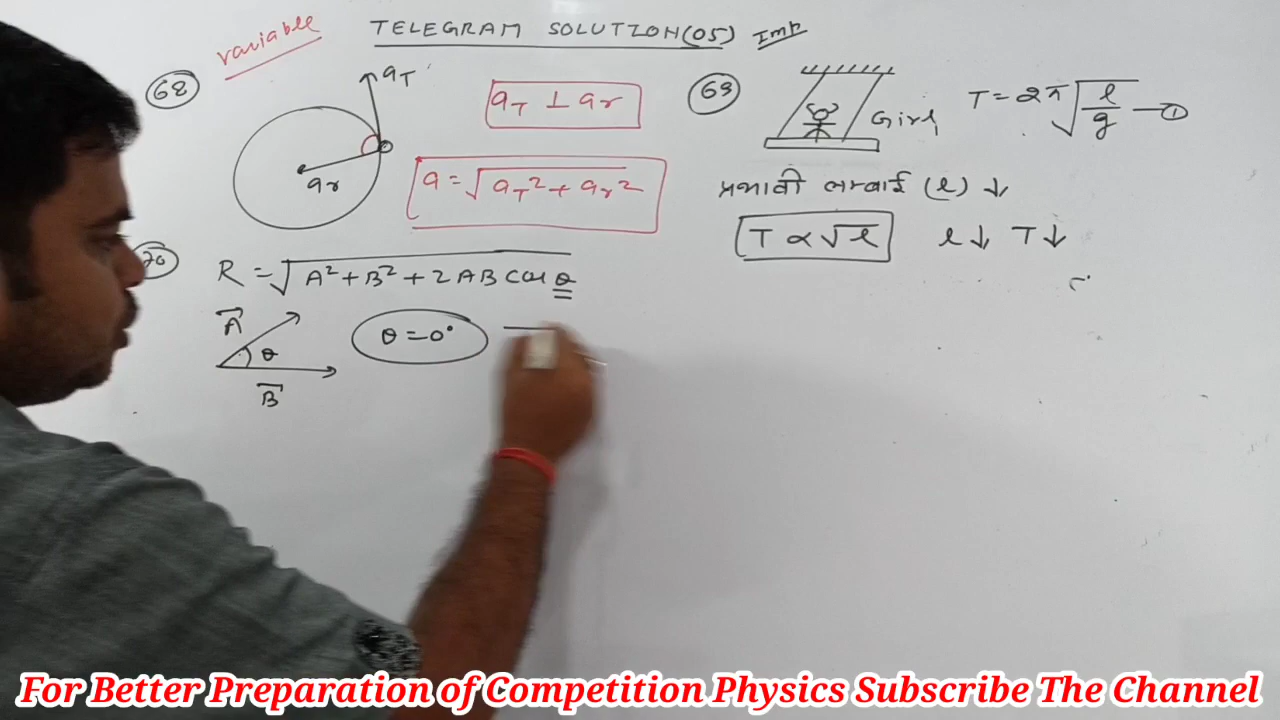 TELEGRAM SOLUTION(05) Imp
variable
68
aT
ar
aT ⊥ ar
a = √aT² + ar²
69
Girl
T = 2π√l/g —①
प्रभावी लम्बाई (l) ↓
T ∝ √l l↓ T↓
70
R = √A² + B² + 2AB cos θ
A⃗
θ
B⃗
θ = 0°
For Better Preparation of Competition Physics Subscribe The Channel